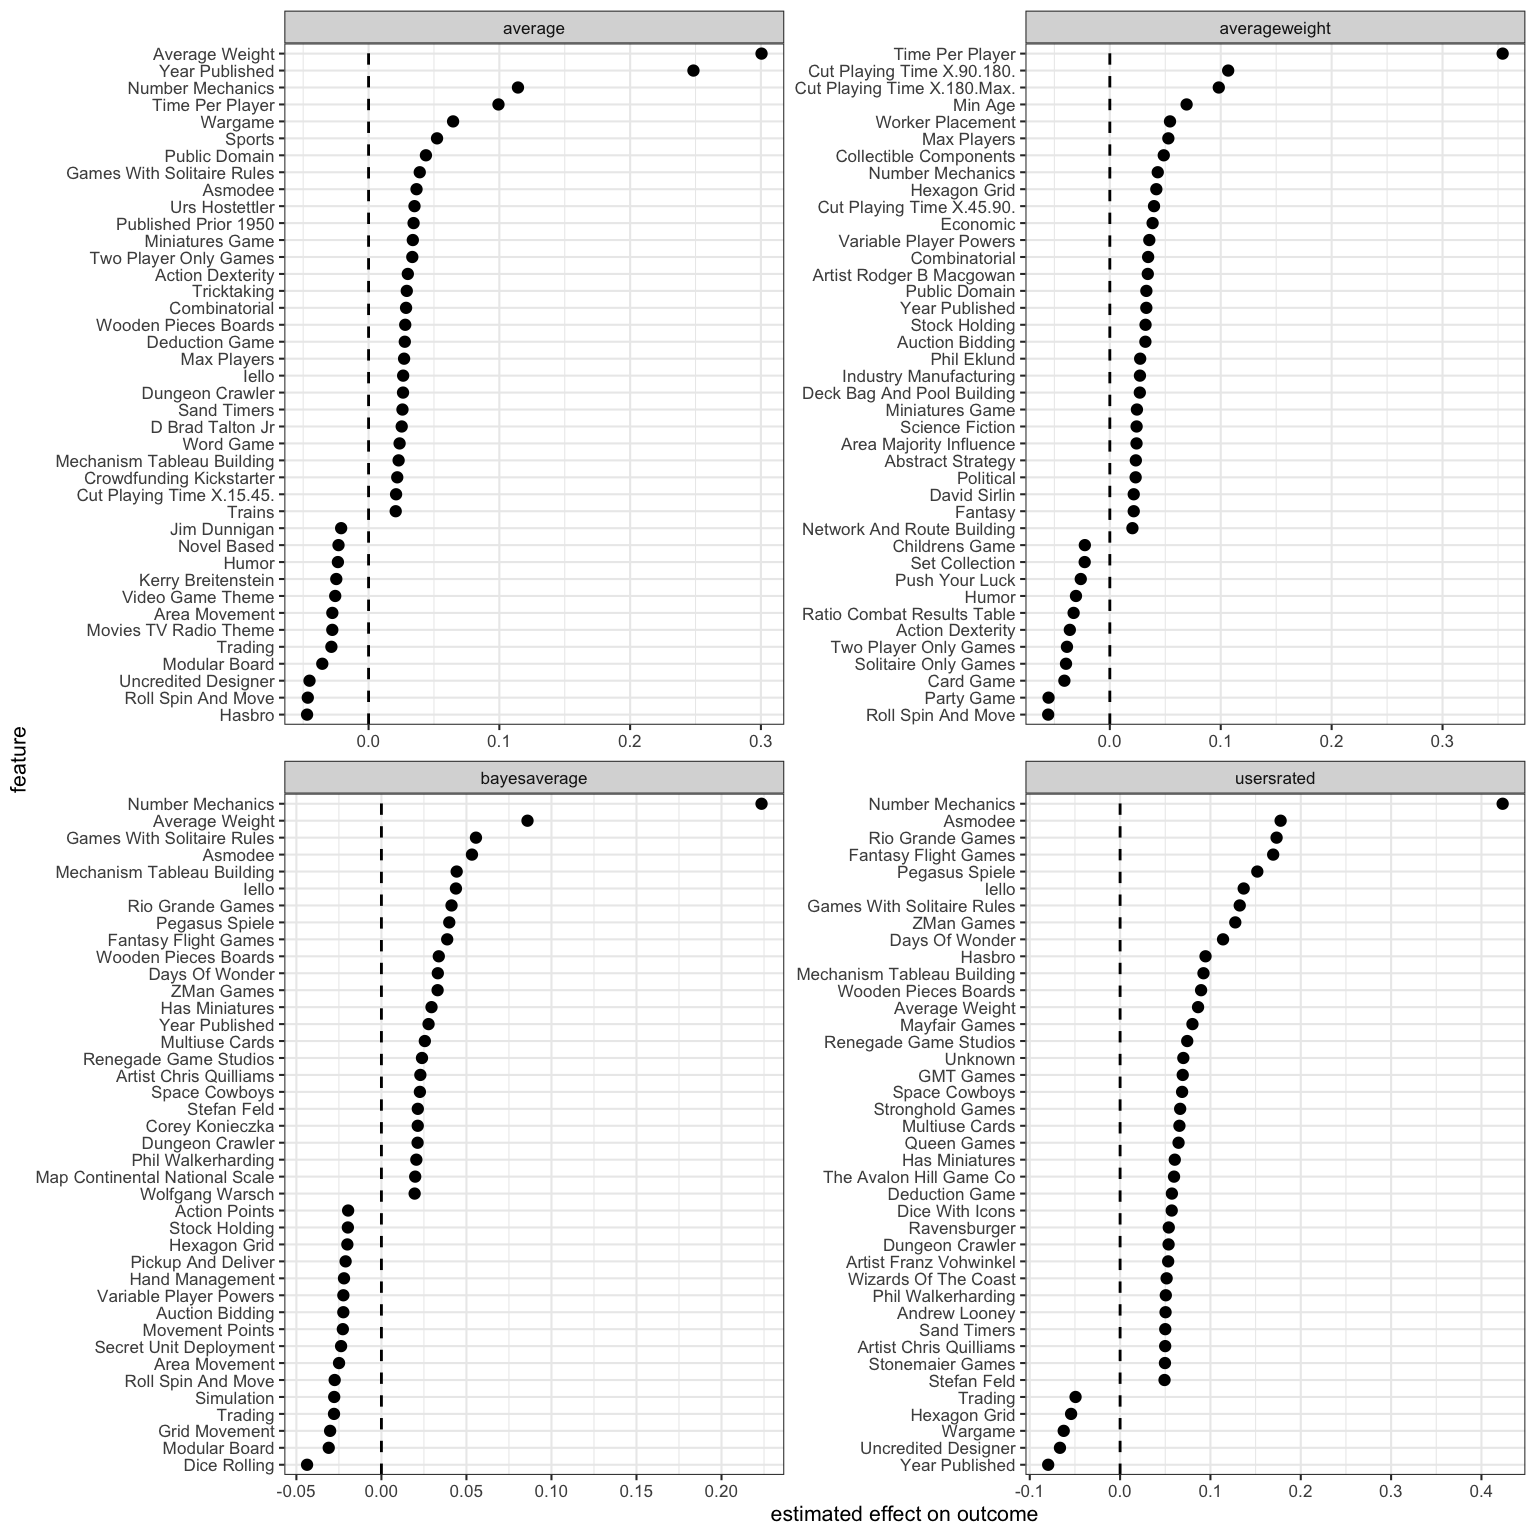 average
Average Weight
Year Published
Number Mechanics
Time Per Player
Wargame
Sports
Public Domain
Games With Solitaire Rules
Asmodee
Urs Hostettler
Published Prior 1950
Miniatures Game
Two Player Only Games
Action Dexterity
Tricktaking
Combinatorial
Wooden Pieces Boards
Deduction Game
Max Players
Iello
Dungeon Crawler
Sand Timers
D Brad Talton Jr
Word Game
Mechanism Tableau Building
Crowdfunding Kickstarter
Cut Playing Time X.15.45.
Trains
Jim Dunnigan
Novel Based
Humor
Kerry Breitenstein
Video Game Theme
Area Movement
Movies TV Radio Theme
Trading
Modular Board
Uncredited Designer
Roll Spin And Move
Hasbro
0.0 0.1 0.2 0.3
averageweight
Time Per Player
Cut Playing Time X.90.180.
Cut Playing Time X.180.Max.
Min Age
Worker Placement
Max Players
Collectible Components
Number Mechanics
Hexagon Grid
Cut Playing Time X.45.90.
Economic
Variable Player Powers
Combinatorial
Artist Rodger B Macgowan
Public Domain
Year Published
Stock Holding
Auction Bidding
Phil Eklund
Industry Manufacturing
Deck Bag And Pool Building
Miniatures Game
Science Fiction
Area Majority Influence
Abstract Strategy
Political
David Sirlin
Fantasy
Network And Route Building
Childrens Game
Set Collection
Push Your Luck
Humor
Ratio Combat Results Table
Action Dexterity
Two Player Only Games
Solitaire Only Games
Card Game
Party Game
Roll Spin And Move
0.0 0.1 0.2 0.3
feature
bayesaverage
Number Mechanics
Average Weight
Games With Solitaire Rules
Asmodee
Mechanism Tableau Building
Iello
Rio Grande Games
Pegasus Spiele
Fantasy Flight Games
Wooden Pieces Boards
Days Of Wonder
ZMan Games
Has Miniatures
Year Published
Multiuse Cards
Renegade Game Studios
Artist Chris Quilliams
Space Cowboys
Stefan Feld
Corey Konieczka
Dungeon Crawler
Phil Walkerharding
Map Continental National Scale
Wolfgang Warsch
Action Points
Stock Holding
Hexagon Grid
Pickup And Deliver
Hand Management
Variable Player Powers
Auction Bidding
Movement Points
Secret Unit Deployment
Area Movement
Roll Spin And Move
Simulation
Trading
Grid Movement
Modular Board
Dice Rolling
-0.05 0.00 0.05 0.10 0.15 0.20
usersrated
Number Mechanics
Asmodee
Rio Grande Games
Fantasy Flight Games
Pegasus Spiele
Iello
Games With Solitaire Rules
ZMan Games
Days Of Wonder
Hasbro
Mechanism Tableau Building
Wooden Pieces Boards
Average Weight
Mayfair Games
Renegade Game Studios
Unknown
GMT Games
Space Cowboys
Stronghold Games
Multiuse Cards
Queen Games
Has Miniatures
The Avalon Hill Game Co
Deduction Game
Dice With Icons
Ravensburger
Dungeon Crawler
Artist Franz Vohwinkel
Wizards Of The Coast
Phil Walkerharding
Andrew Looney
Sand Timers
Artist Chris Quilliams
Stonemaier Games
Stefan Feld
Trading
Hexagon Grid
Wargame
Uncredited Designer
Year Published
-0.1 0.0 0.1 0.2 0.3 0.4
estimated effect on outcome